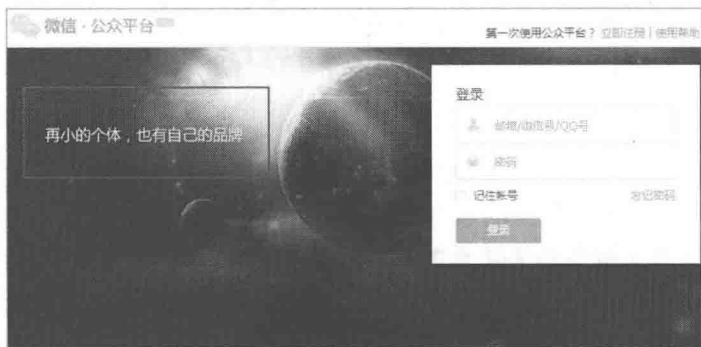 微信·公众平台
第一次使用公众平台？ 立即注册 | 使用帮助
登录
邮箱/微信号/QQ号
再小的个体，也有自己的品牌
密码
记住帐号 忘记密码
登录